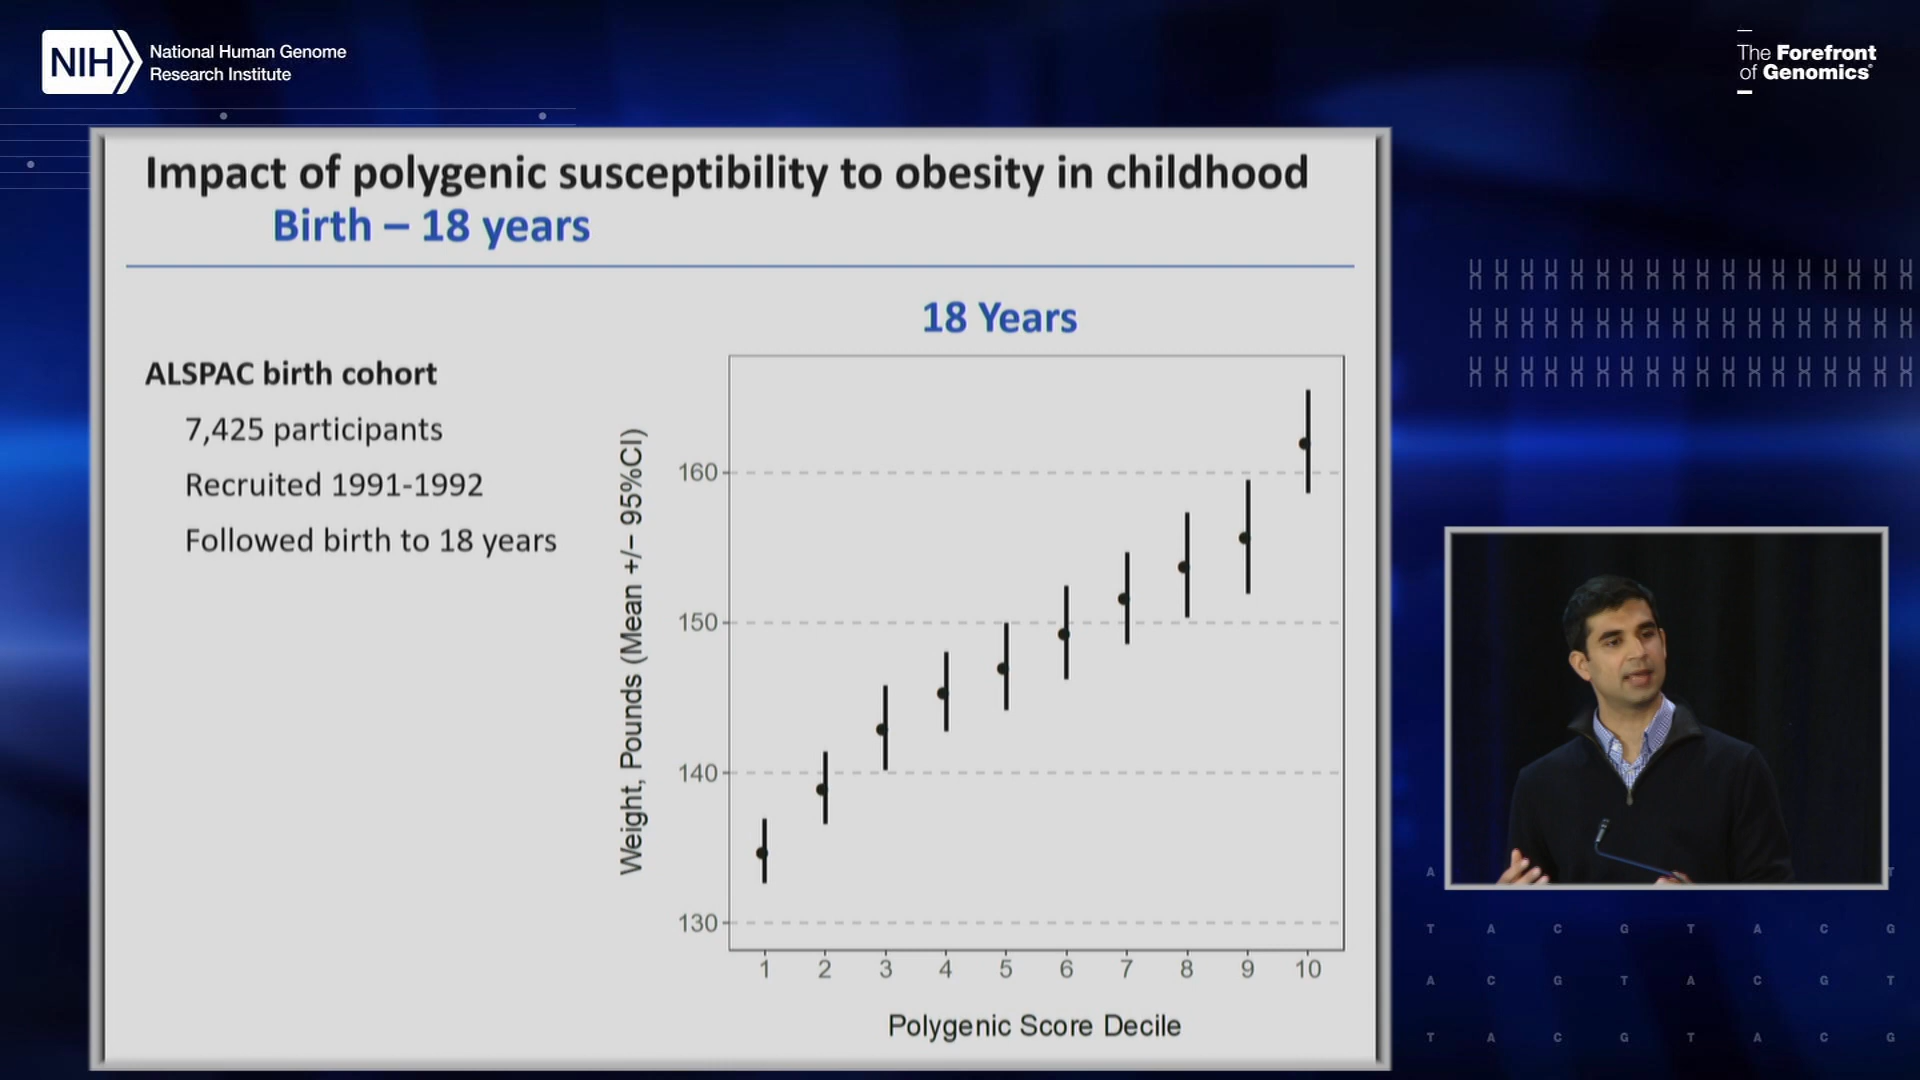 NIH
National Human Genome
Research Institute
The Forefront
of Genomics®
Impact of polygenic susceptibility to obesity in childhood
Birth – 18 years
18 Years
ALSPAC birth cohort
7,425 participants
Recruited 1991-1992
Followed birth to 18 years
Weight, Pounds (Mean +/− 95%CI)
160
150
140
130
1 2 3 4 5 6 7 8 9 10
Polygenic Score Decile
A T
T A C G T A C G
A C G T A C G T
T A C G T A C G